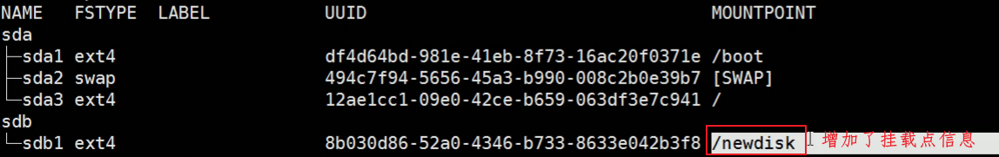 NAME FSTYPE LABEL UUID MOUNTPOINT
sda
├─sda1 ext4 df4d64bd-981e-41eb-8f73-16ac20f0371e /boot
├─sda2 swap 494c7f94-5656-45a3-b990-008c2b0e39b7 [SWAP]
└─sda3 ext4 12ae1cc1-09e0-42ce-b659-063df3e7c941 /
sdb
└─sdb1 ext4 8b030d86-52a0-4346-b733-8633e042b3f8 /newdisk 增加了挂载点信息